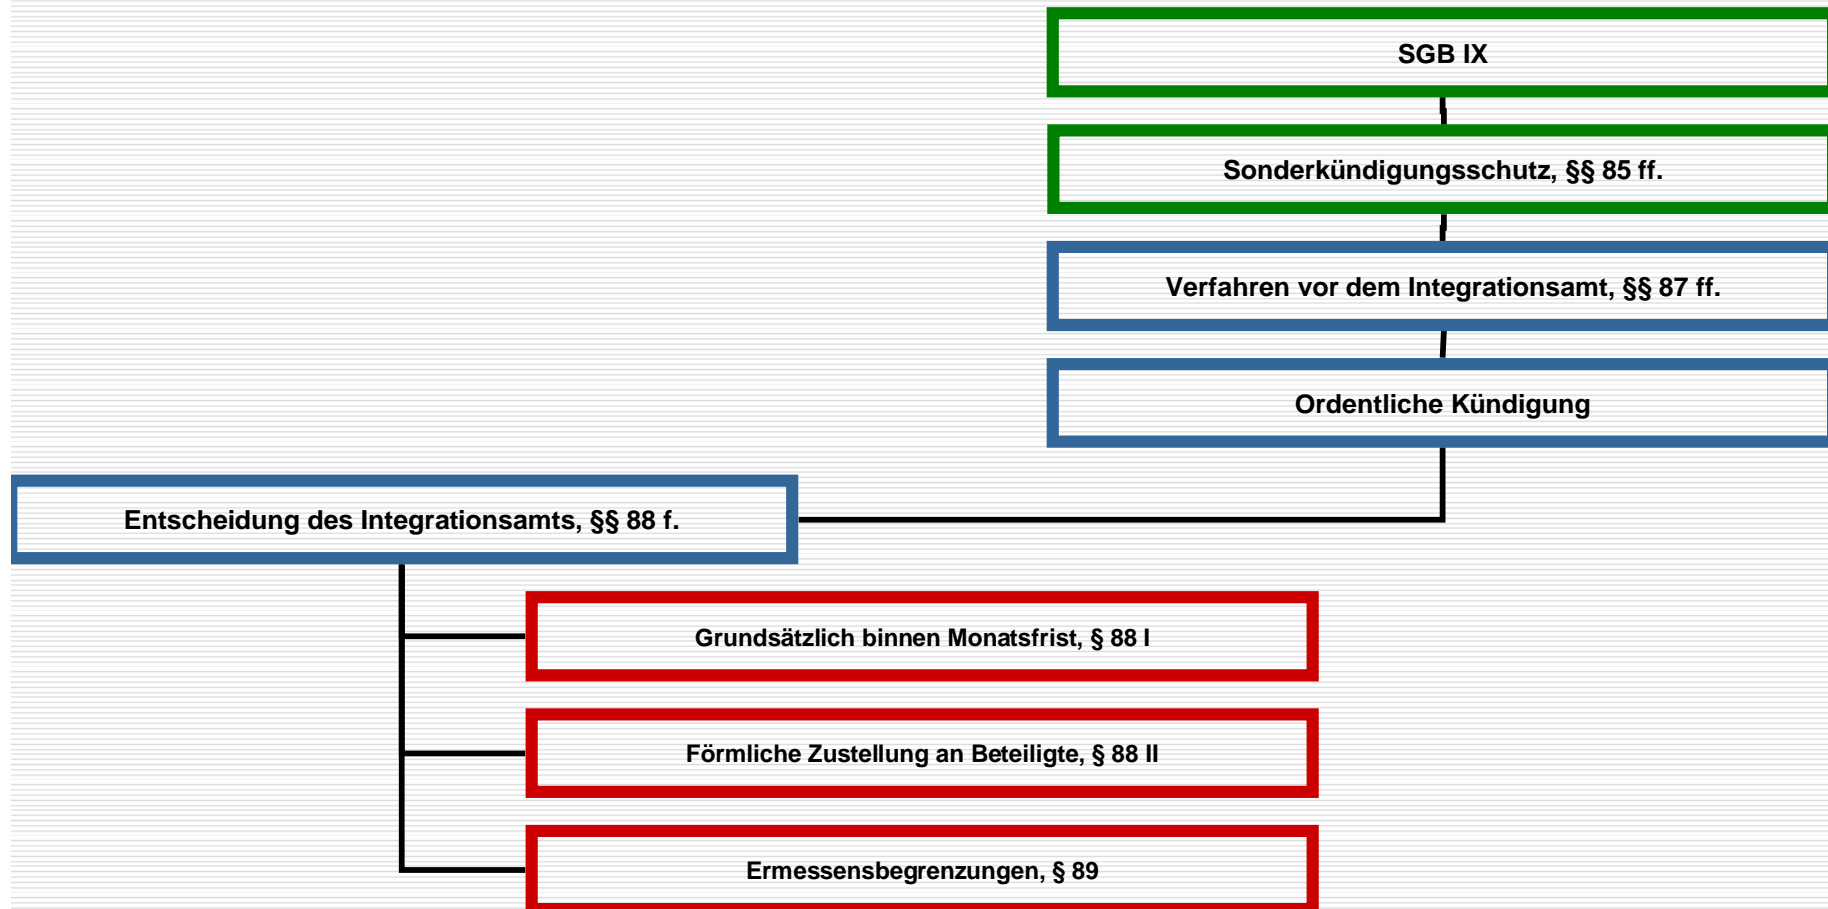 SGB IX
Sonderkündigungsschutz, §§ 85 ff.
Verfahren vor dem Integrationsamt, §§ 87 ff.
Ordentliche Kündigung
Entscheidung des Integrationsamts, §§ 88 f.
Grundsätzlich binnen Monatsfrist, § 88 I
Förmliche Zustellung an Beteiligte, § 88 II
Ermessensbegrenzungen, § 89